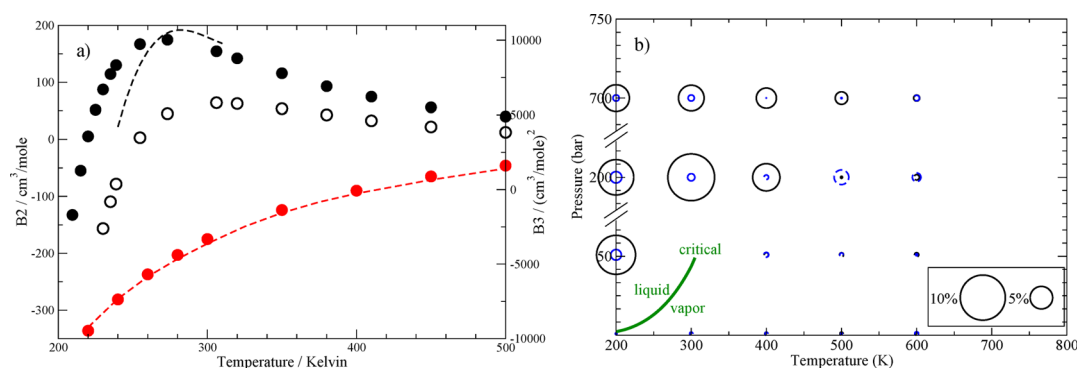 a)
200
100
0
-100
-200
-300
B2 / cm³/mole
10000
5000
0
-5000
-10000
B3 / (cm³/mole)²
200 300 400 500
Temperature / Kelvin
b)
750
700
200
50
Pressure (bar)
critical
liquid
vapor
10% 5%
200 300 400 500 600 700 800
Temperature (K)